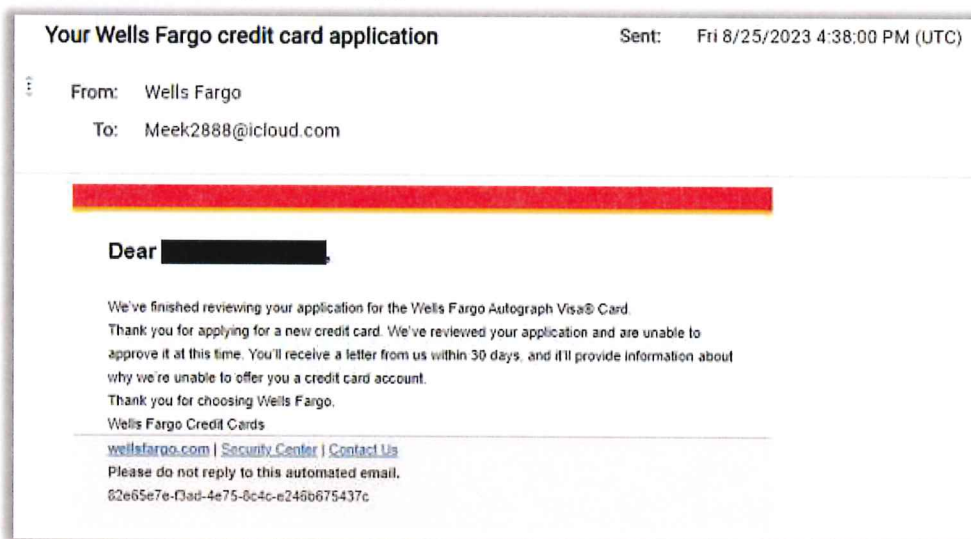 Your Wells Fargo credit card application
Sent: Fri 8/25/2023 4:38:00 PM (UTC)
From: Wells Fargo
To: Meek2888@icloud.com
Dear ,
We've finished reviewing your application for the Wells Fargo Autograph Visa® Card.
Thank you for applying for a new credit card. We've reviewed your application and are unable to
approve it at this time. You'll receive a letter from us within 30 days, and it'll provide information about
why we're unable to offer you a credit card account.
Thank you for choosing Wells Fargo.
Wells Fargo Credit Cards
wellsfargo.com | Security Center | Contact Us
Please do not reply to this automated email.